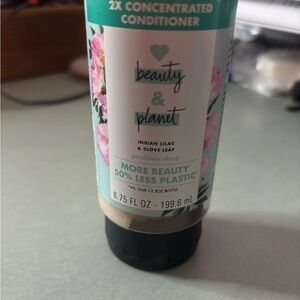 2X CONCENTRATED
CONDITIONER
beauty
&
planet
INDIAN LILAC
& CLOVE LEAF
positively shiny
MORE BEAUTY
50% LESS PLASTIC*
*VS. OUR 13.5OZ BOTTLE
6.75 FL OZ - 199.6 mL